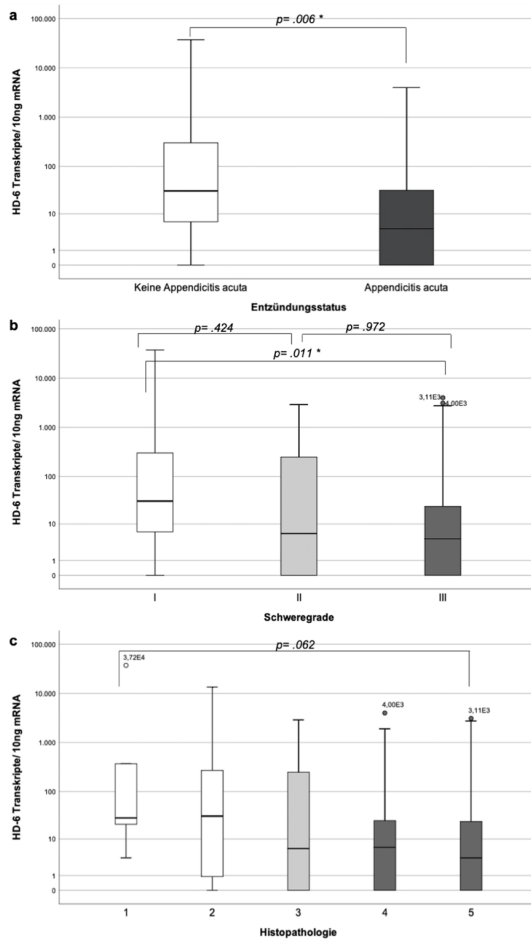 a
p= .006 *
HD-6 Transkripte/ 10ng mRNA
100.000
10.000
1.000
100
10
1
0
Keine Appendicitis acuta
Appendicitis acuta
Entzündungsstatus
b
p= .424
p= .972
p= .011 *
HD-6 Transkripte/ 10ng mRNA
100.000
10.000
1.000
100
10
1
0
3,11E3
4,00E3
I
II
III
Schweregrade
c
p= .062
HD-6 Transkripte/ 10ng mRNA
100.000
10.000
1.000
100
10
1
0
3,72E4
4,00E3
3,11E3
1
2
3
4
5
Histopathologie